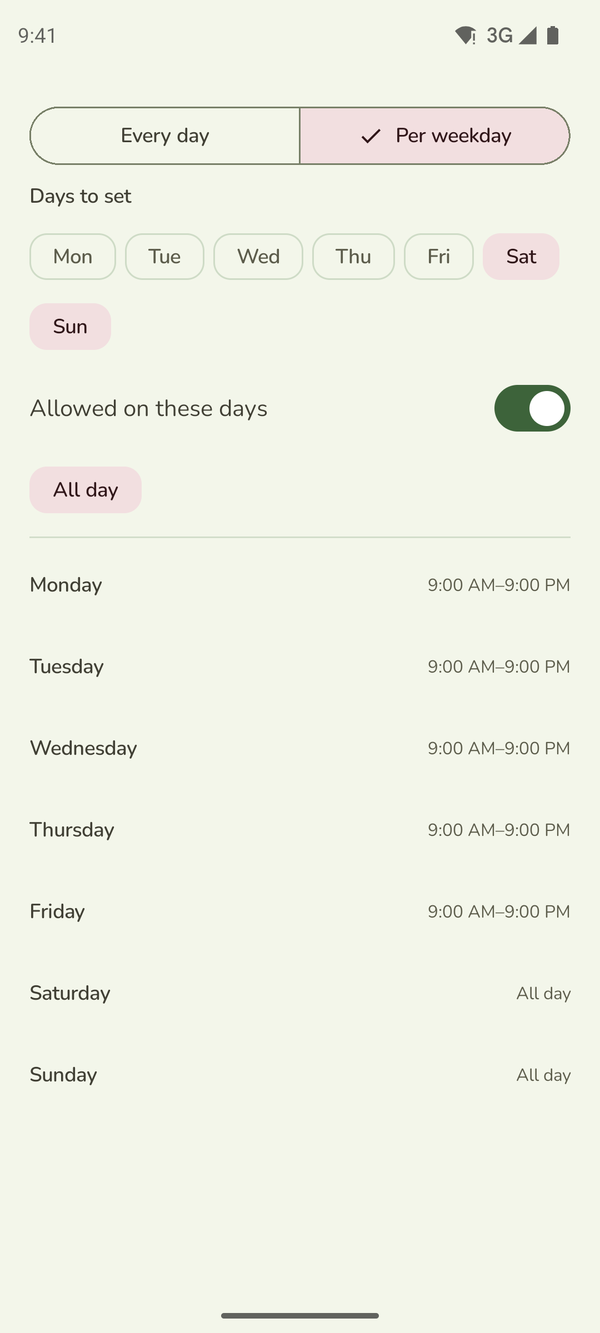 9:41 3G
Every day Per weekday
Days to set
Mon Tue Wed Thu Fri Sat
Sun
Allowed on these days
All day
Monday 9:00 AM–9:00 PM
Tuesday 9:00 AM–9:00 PM
Wednesday 9:00 AM–9:00 PM
Thursday 9:00 AM–9:00 PM
Friday 9:00 AM–9:00 PM
Saturday All day
Sunday All day